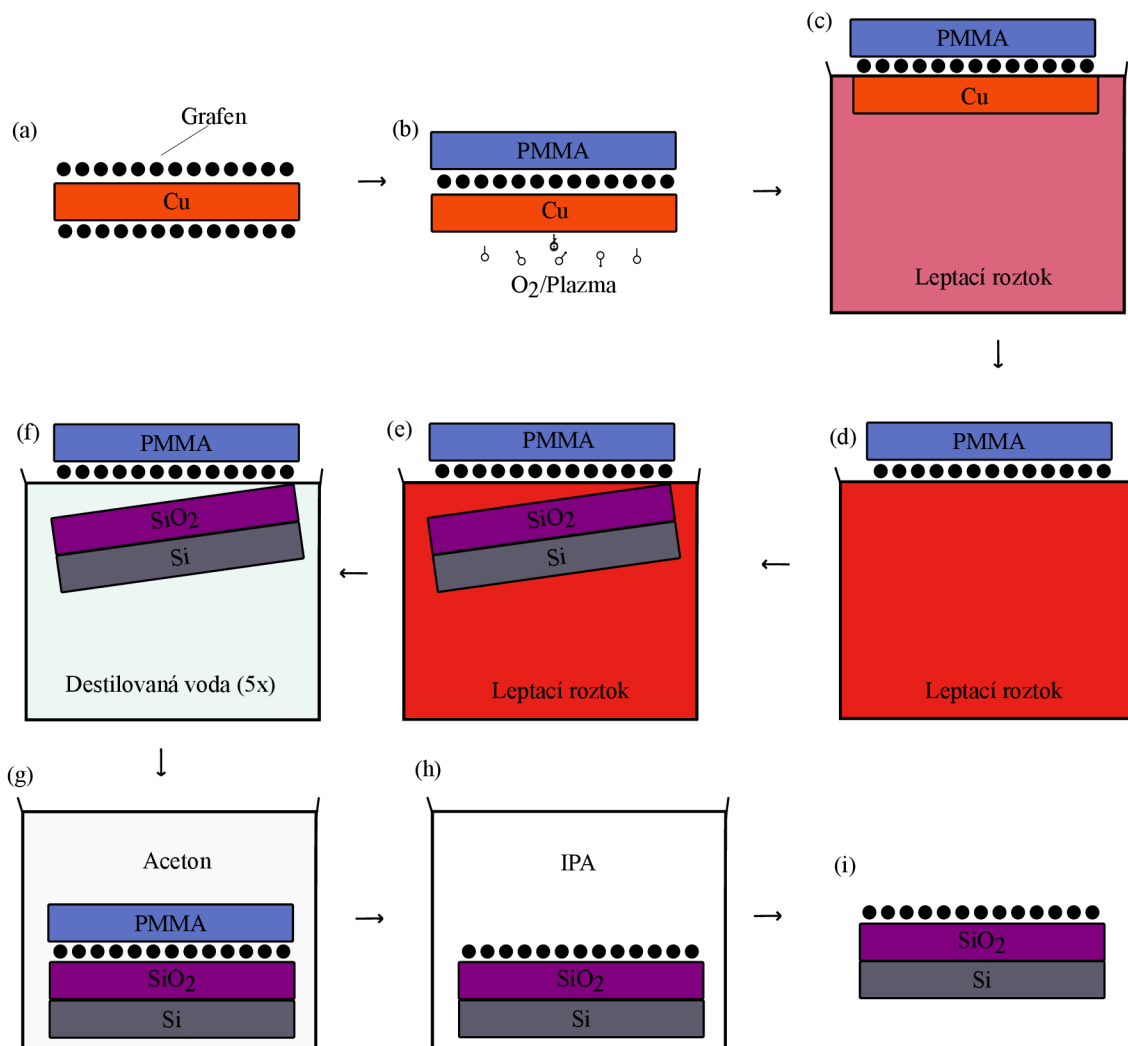 (a)
Grafen
Cu
(b)
PMMA
Cu
O2/Plazma
(c)
PMMA
Cu
Leptací roztok
(d)
PMMA
Leptací roztok
(e)
PMMA
SiO2
Si
Leptací roztok
(f)
PMMA
SiO2
Si
Destilovaná voda (5x)
(g)
Aceton
PMMA
SiO2
Si
(h)
IPA
SiO2
Si
(i)
SiO2
Si